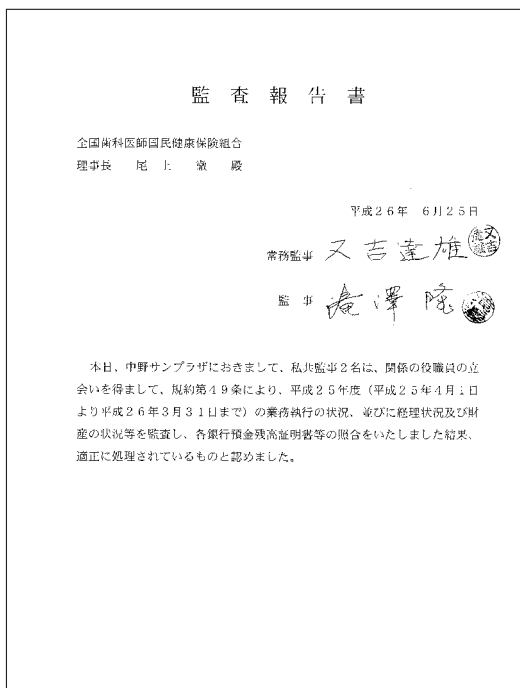 監査報告書
全国歯科医師国民健康保険組合
理事長 尾上 徹 殿
平成26年 6月25日
常務監事 又吉達雄
監事 滝澤 隆
本日、中野サンプラザにおきまして、私共監事2名は、関係の役職員の立
会いを得まして、規約第49条により、平成25年度（平成25年4月1日
より平成26年3月31日まで）の業務執行の状況、並びに経理状況及び財
産の状況等を監査し、各銀行預金残高証明書等の照合をいたしました結果、
適正に処理されているものと認めました。